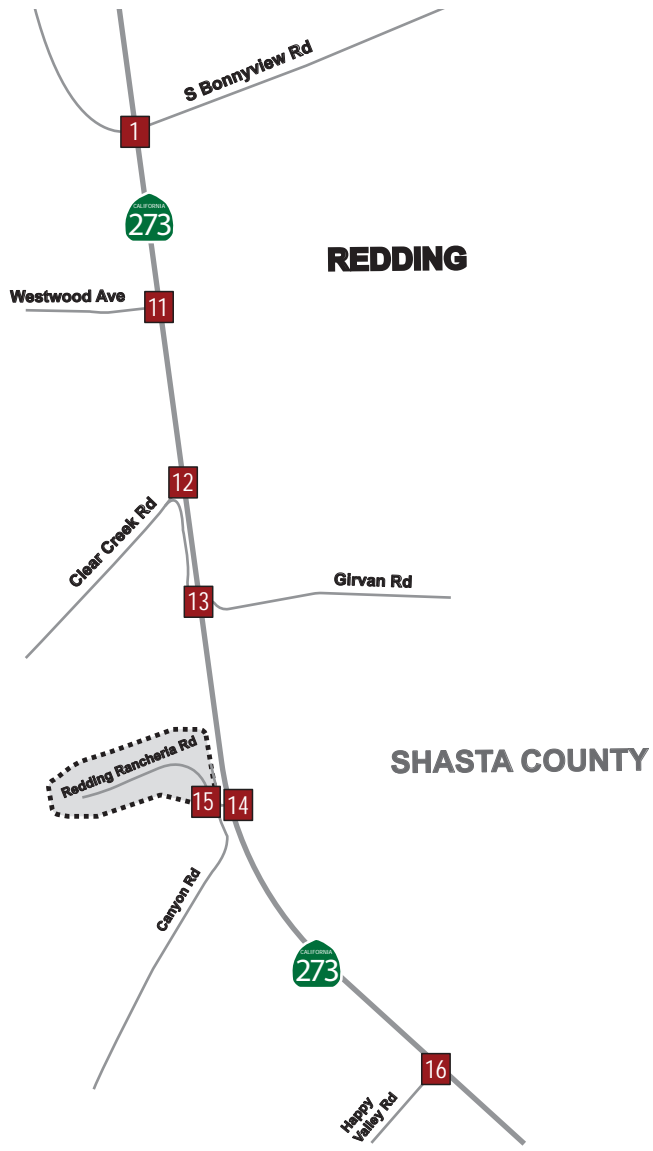 S Bonnyview Rd
1
CALIFORNIA
273
REDDING
Westwood Ave
11
12
Clear Creek Rd
13
Girvan Rd
Redding Rancheria Rd
SHASTA COUNTY
15
14
Canyon Rd
CALIFORNIA
273
16
Happy
Valley Rd